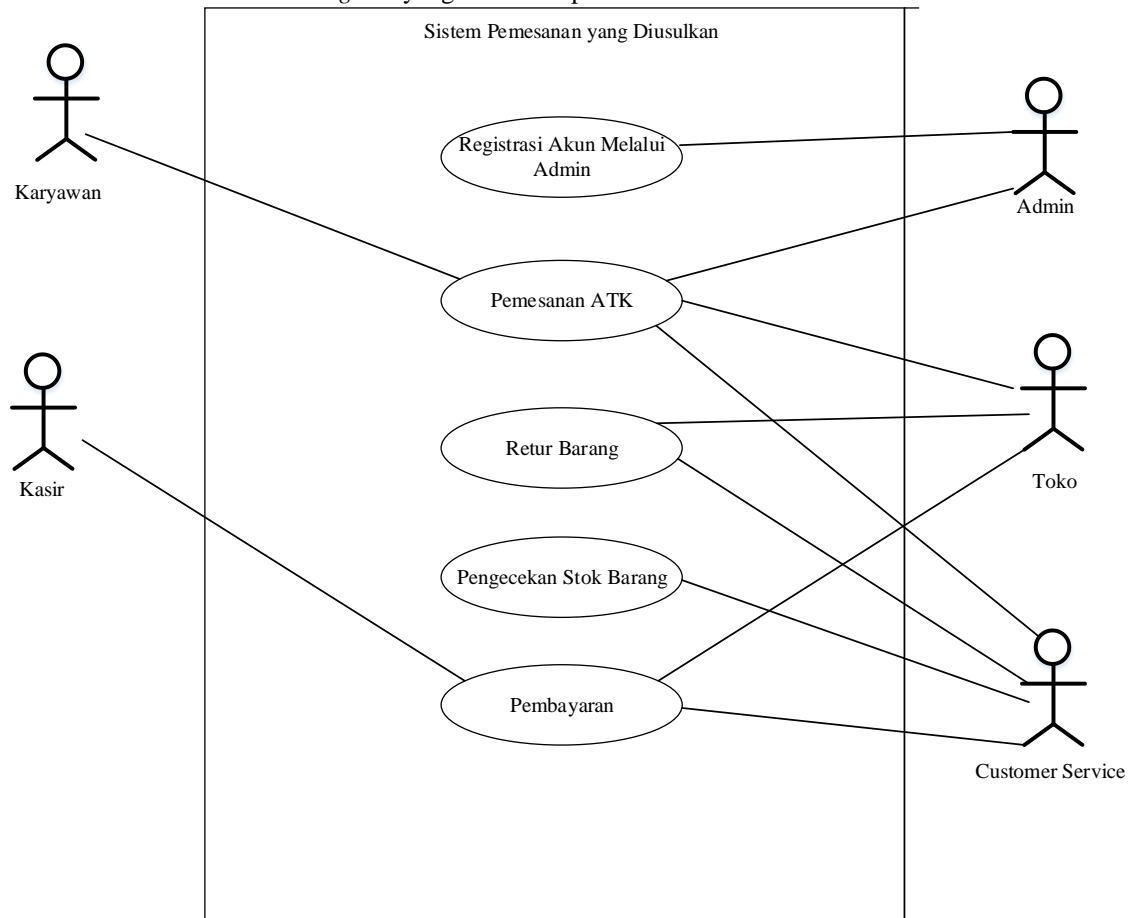 Sistem Pemesanan yang Diusulkan
Karyawan
Registrasi Akun Melalui
Admin
Admin
Pemesanan ATK
Retur Barang
Kasir
Toko
Pengecekan Stok Barang
Pembayaran
Customer Service